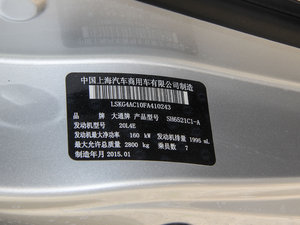 中国上海汽车商用车有限公司制造
LSKG4AC10FA410243
品 牌 大通牌 产品型号 SH6521C1-A
发动机型号 20L4E
发动机最大净功率 160 kW 发动机排量 1995 mL
最大允许总质量 2800 kg 乘员数 7
制造年月 2015.01